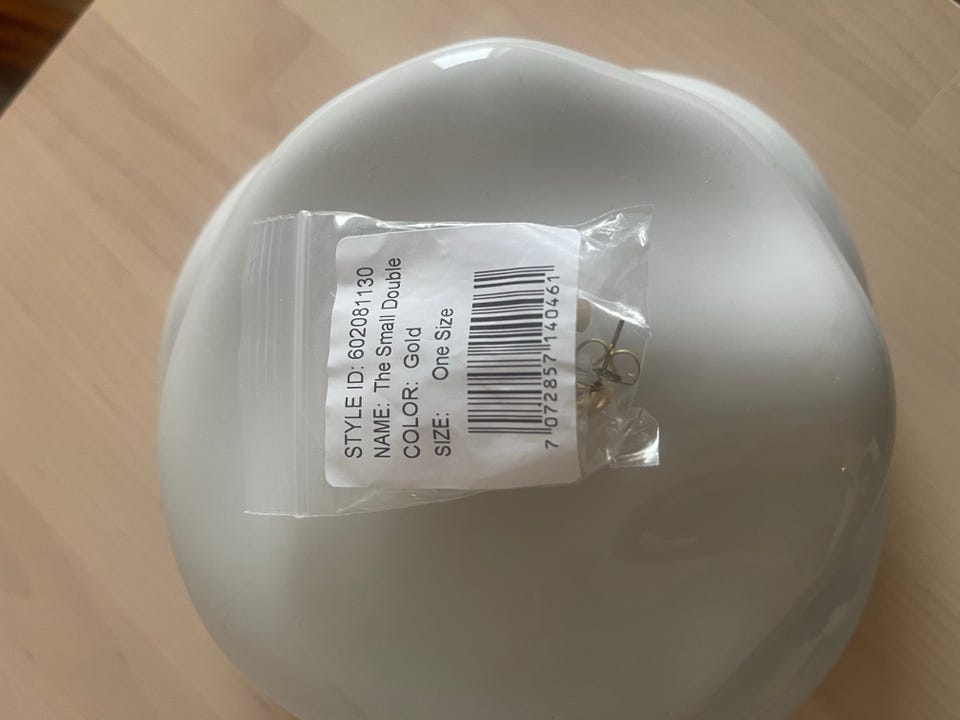 STYLE ID: 602081130
NAME: The Small Double
COLOR: Gold
SIZE: One Size
7 072857 140461